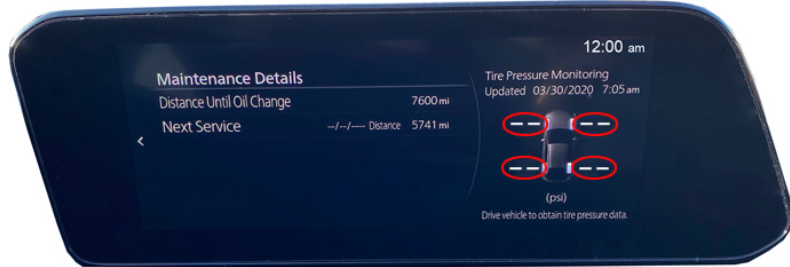 12:00 am
Maintenance Details
Distance Until Oil Change 7600 mi
Next Service --/--/---- Distance 5741 mi
Tire Pressure Monitoring
Updated 03/30/2020 7:05 am
-- --
-- --
(psi)
Drive vehicle to obtain tire pressure data.